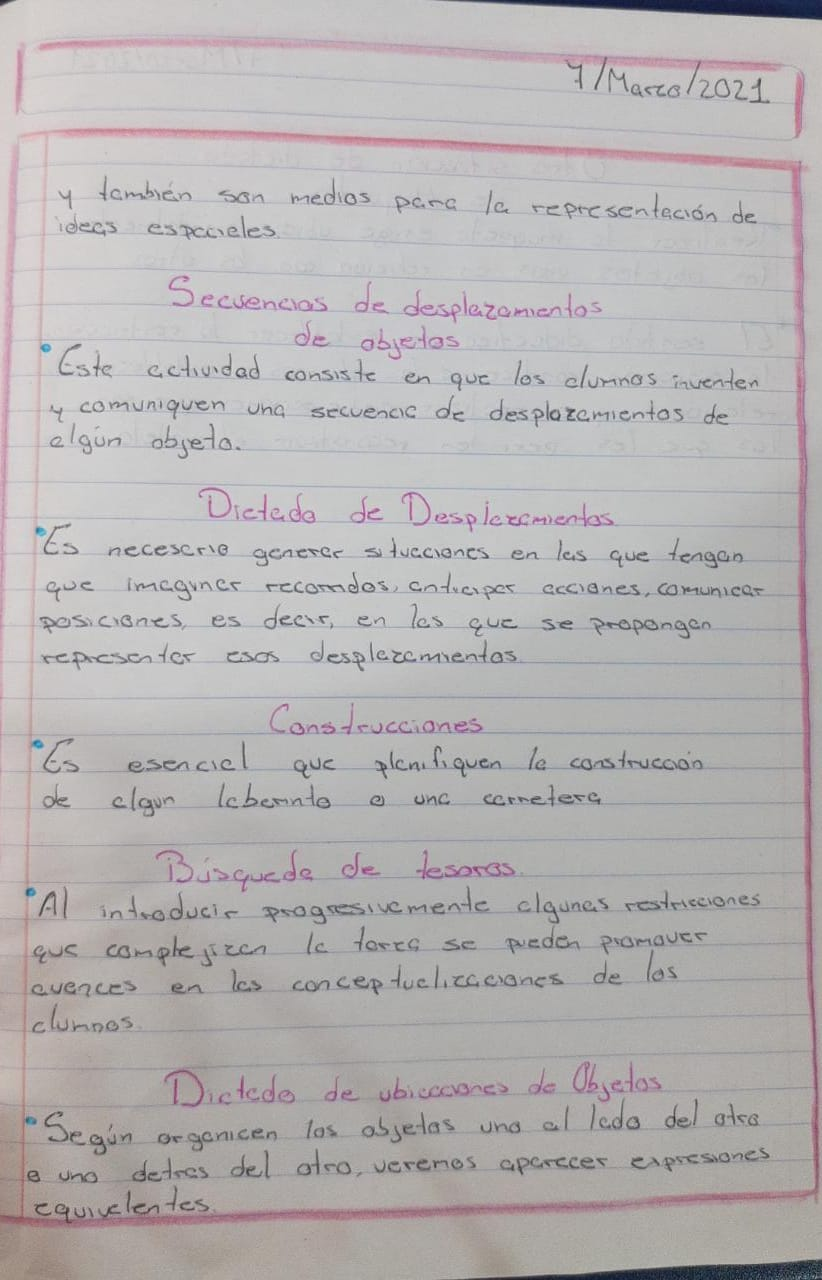 7/Marzo/2021
y también son medios para la representación de
ideas espaciales.
Secuencias de desplazamientos
de objetos
• Esta actividad consiste en que los alumnos inventen
y comuniquen una secuencia de desplazamientos de
algún objeto.
Dictado de Desplazamientos
• Es necesario generar situaciones en las que tengan
que imaginar recorridos, anticipar acciones, comunicar
posiciones, es decir, en las que se propongan
representar esos desplazamientos.
Construcciones
• Es esencial que planifiquen la construcción
de algun laberinto o una carretera
Búsqueda de tesoros.
• Al introducir progresivamente algunas restricciones
que complejizan la tarea se pueden promover
avances en las conceptualizaciones de los
alumnos.
Dictado de ubicaciones de Objetos
• Según organicen los objetos uno al lado del otro
o uno detras del otro, veremos aparecer expresiones
equivalentes.